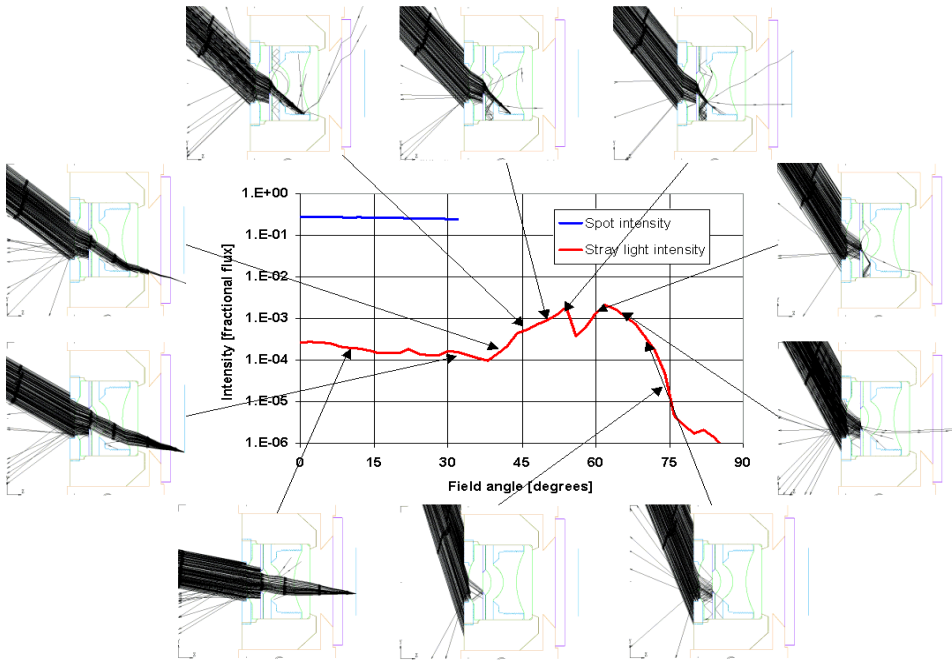 1.E+00
1.E-01
1.E-02
1.E-03
1.E-04
1.E-05
1.E-06
Intensity [fractional flux]
Spot intensity
Stray light intensity
0 15 30 45 60 75 90
Field angle [degrees]